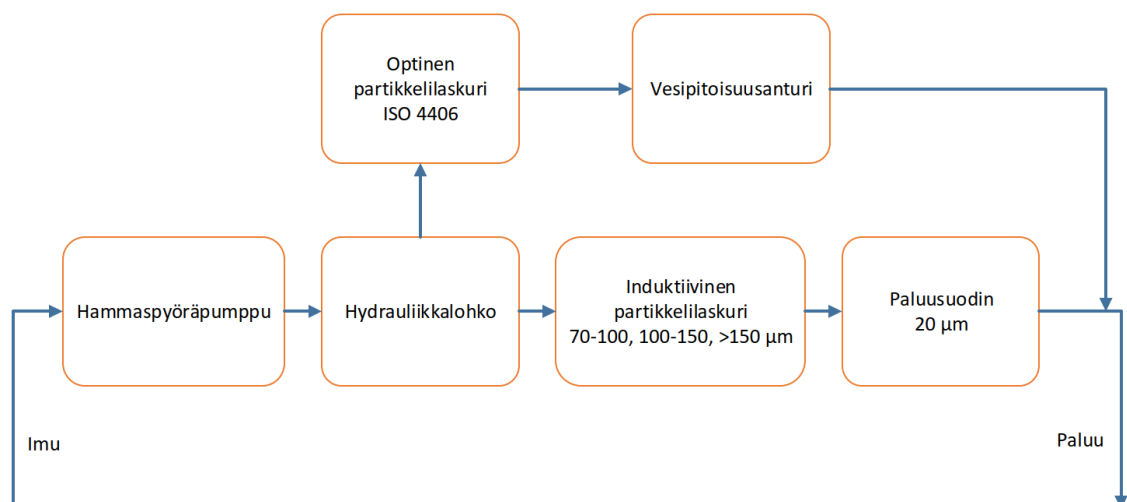 Optinen
partikkelilaskuri
ISO 4406
Vesipitoisuusanturi
Hammaspyöräpumppu
Hydrauliikkalohko
Induktiivinen
partikkelilaskuri
70-100, 100-150, >150 µm
Paluusuodin
20 µm
Imu
Paluu